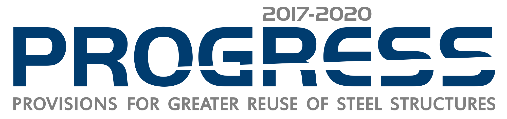 2017-2020
PROGRESS
PROVISIONS FOR GREATER REUSE OF STEEL STRUCTURES